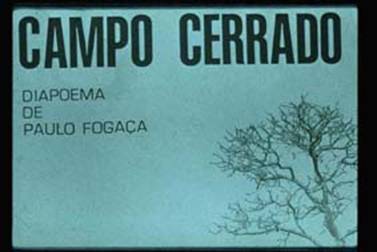 CAMPO CERRADO
DIAPOEMA
DE
PAULO FOGAÇA